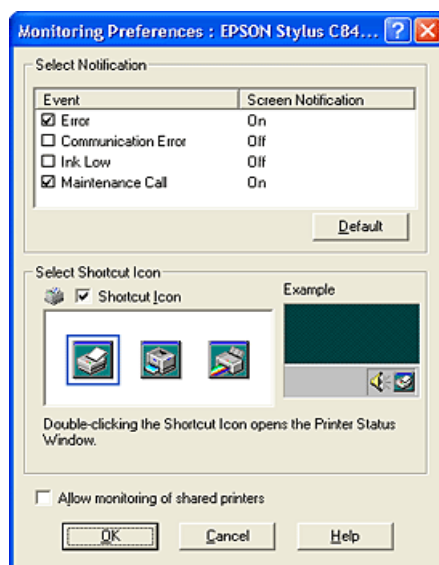 Monitoring Preferences : EPSON Stylus C84...
Select Notification
Event Screen Notification
Error On
Communication Error Off
Ink Low Off
Maintenance Call On
Default
Select Shortcut Icon
Shortcut Icon
Example
Double-clicking the Shortcut Icon opens the Printer Status
Window.
Allow monitoring of shared printers
OK Cancel Help